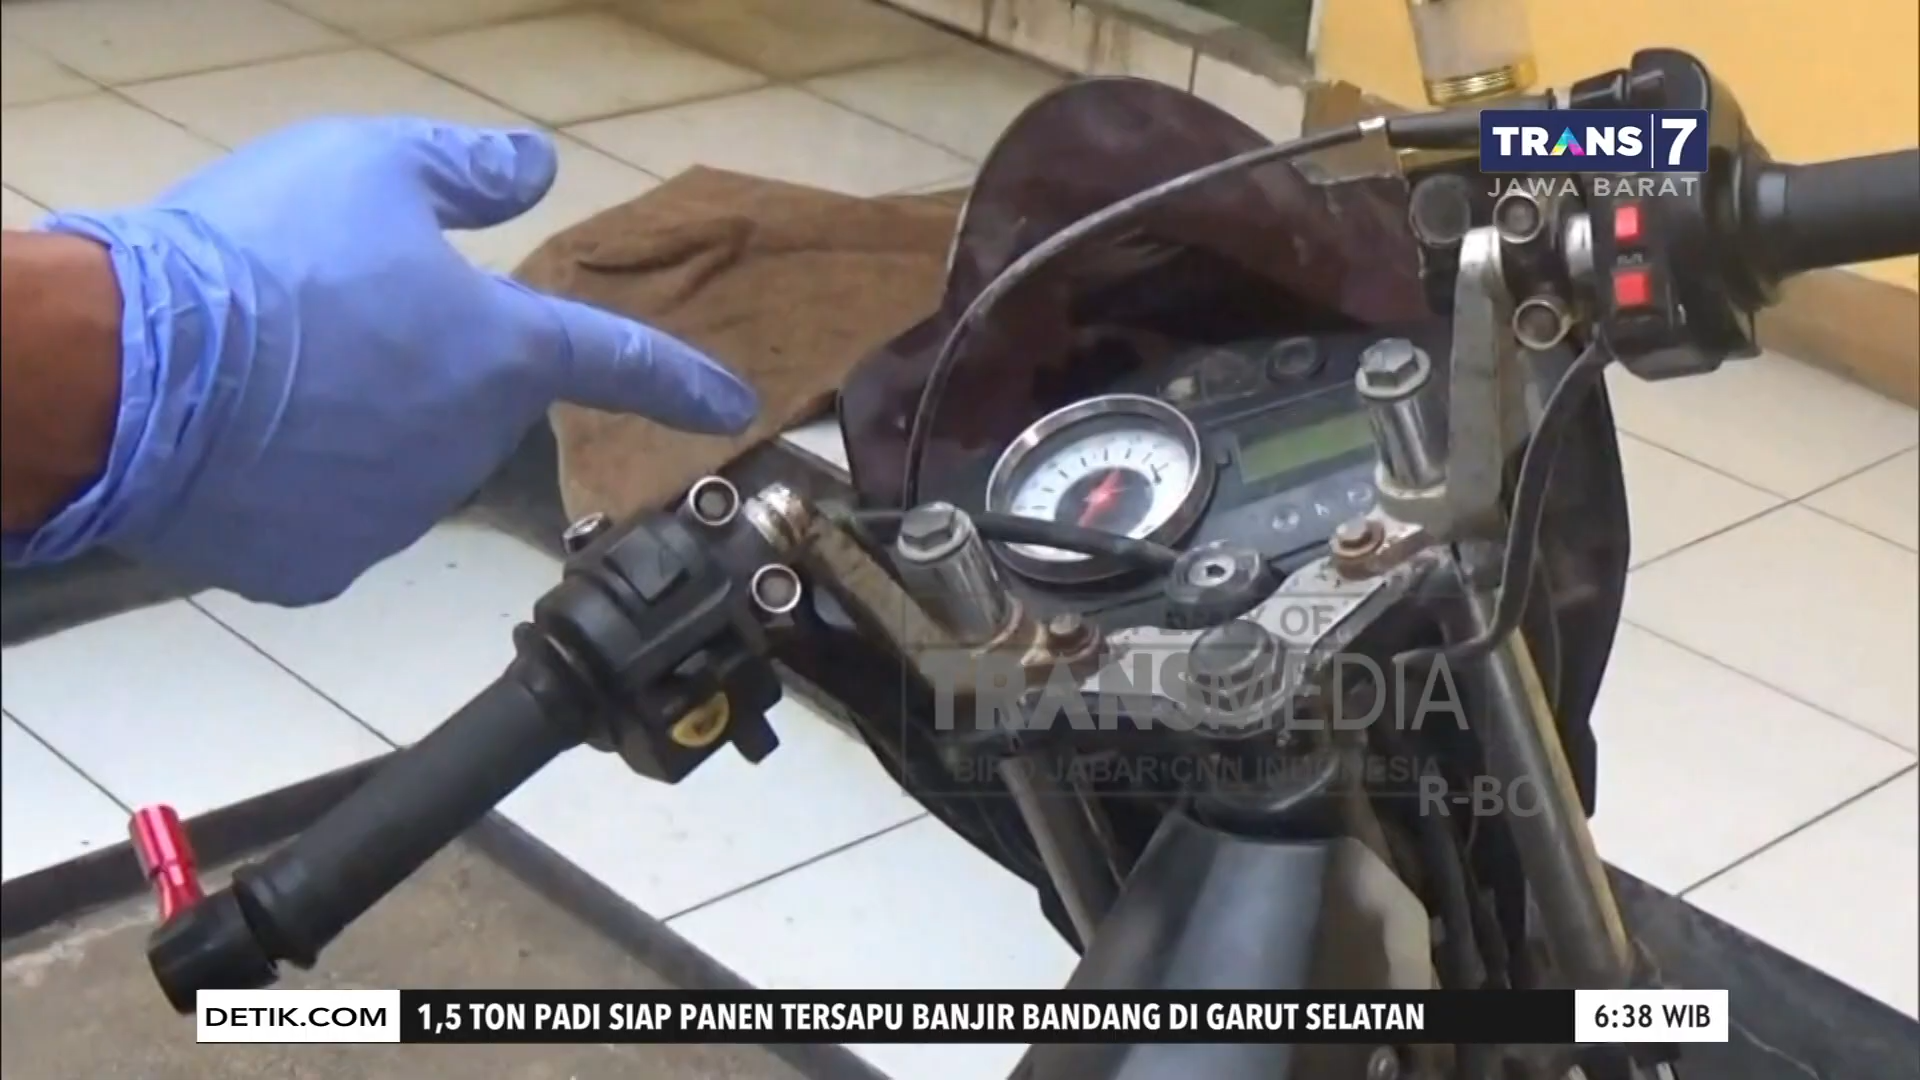 TRANS|7
JAWA BARAT
OF
TRANSMEDIA
BIRO JABAR CNN INDONESIA
R-BO
DETIK.COM
1,5 TON PADI SIAP PANEN TERSAPU BANJIR BANDANG DI GARUT SELATAN
6:38 WIB